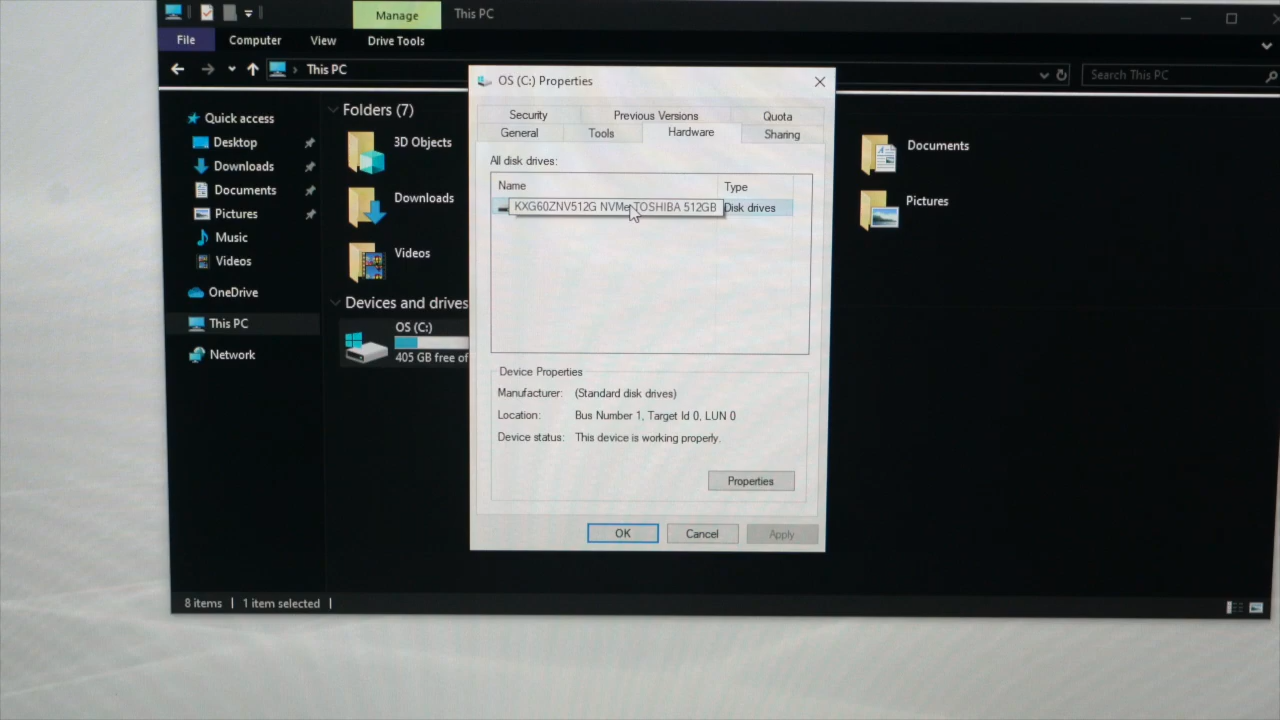 Manage
This PC
File
Computer
View
Drive Tools
This PC
Search This PC
Quick access
Desktop
Downloads
Documents
Pictures
Music
Videos
OneDrive
This PC
Network
Folders (7)
3D Objects
Downloads
Videos
Devices and drives
OS (C:)
405 GB free of
Documents
Pictures
OS (C:) Properties
Security
Previous Versions
Quota
General
Tools
Hardware
Sharing
All disk drives:
Name
Type
KXG60ZNV512G NVMe TOSHIBA 512GB
Disk drives
Device Properties
Manufacturer: (Standard disk drives)
Location: Bus Number 1, Target Id 0, LUN 0
Device status: This device is working properly.
Properties
OK
Cancel
Apply
8 items
1 item selected